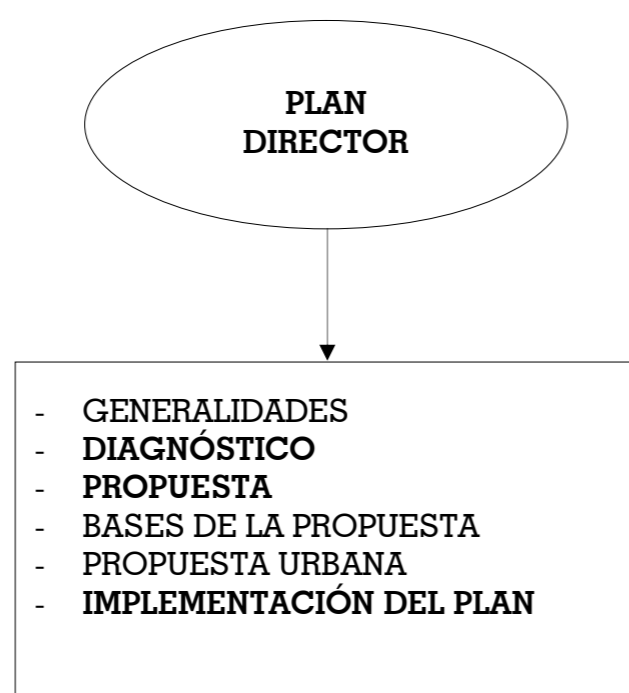 PLAN
DIRECTOR
- GENERALIDADES
- DIAGNÓSTICO
- PROPUESTA
- BASES DE LA PROPUESTA
- PROPUESTA URBANA
- IMPLEMENTACIÓN DEL PLAN